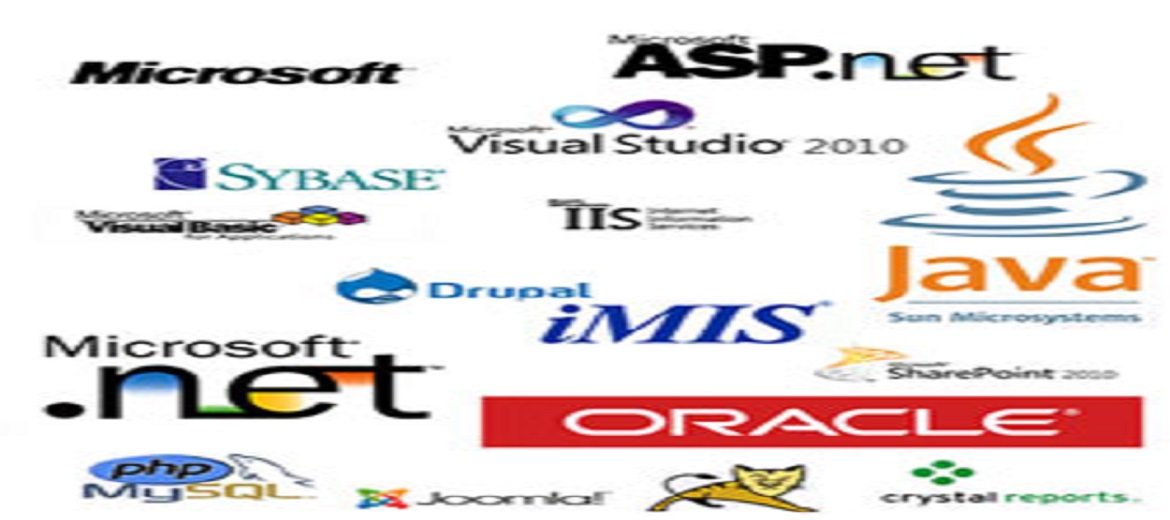 Microsoft
Microsoft
ASP.net
Microsoft
Visual Studio 2010
SYBASE
Microsoft
Visual Basic
for Applications
IIS
Internet
Information
Services
Java
Sun Microsystems
Drupal
iMIS
Microsoft
.net
SharePoint 2010
ORACLE
php
MySQL
Joomla!
crystal reports